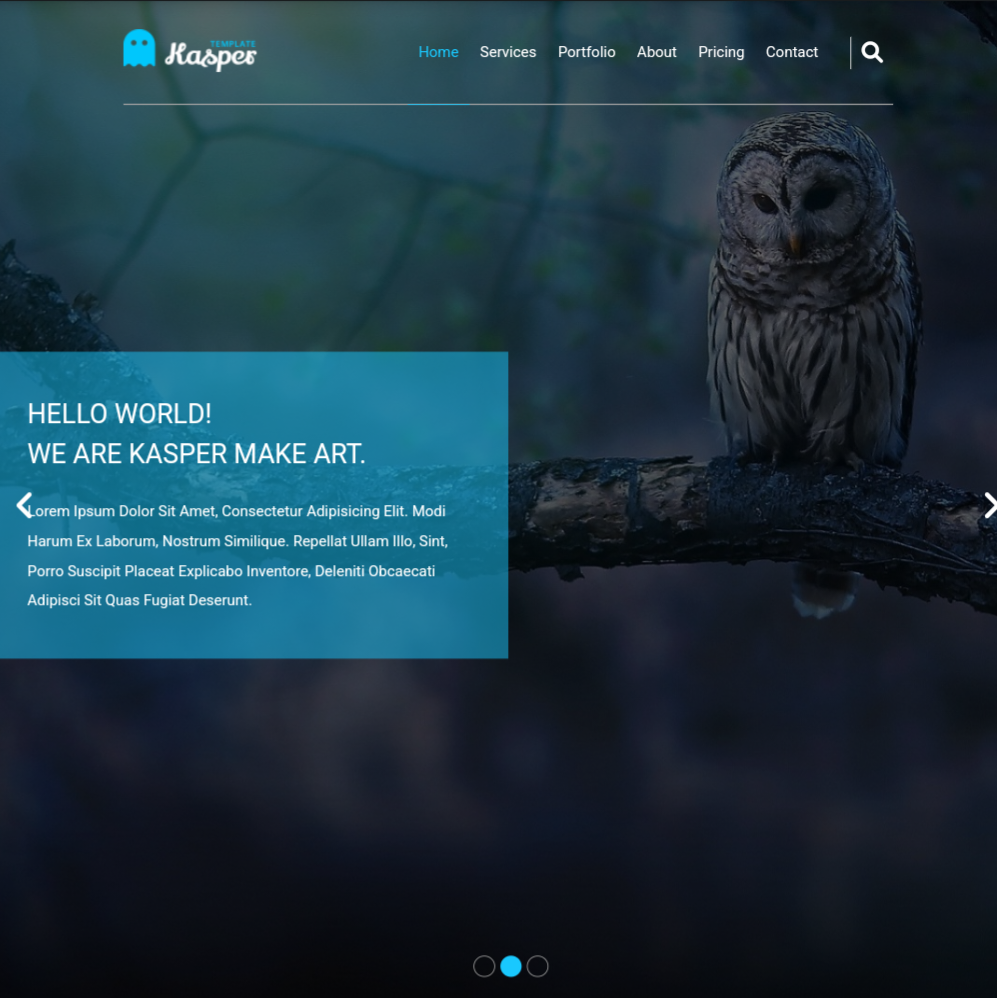 TEMPLATE
Kasper
Home Services Portfolio About Pricing Contact
HELLO WORLD!
WE ARE KASPER MAKE ART.
Lorem Ipsum Dolor Sit Amet, Consectetur Adipisicing Elit. Modi
Harum Ex Laborum, Nostrum Similique. Repellat Ullam Illo, Sint,
Porro Suscipit Placeat Explicabo Inventore, Deleniti Obcaecati
Adipisci Sit Quas Fugiat Deserunt.